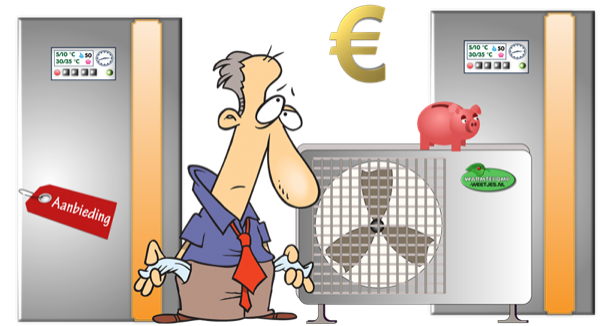 5/10 °C 50
30/35 °C
€
5/10 °C 50
30/35 °C
Aanbieding
WARMTEPOMP
-WEETJES.NL